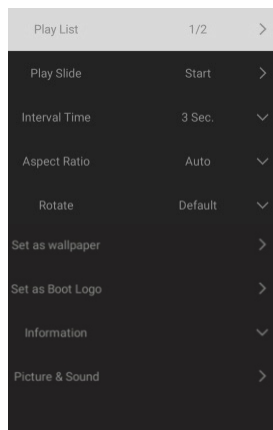 Play List 1/2
Play Slide Start
Interval Time 3 Sec.
Aspect Ratio Auto
Rotate Default
Set as wallpaper
Set as Boot Logo
Information
Picture & Sound